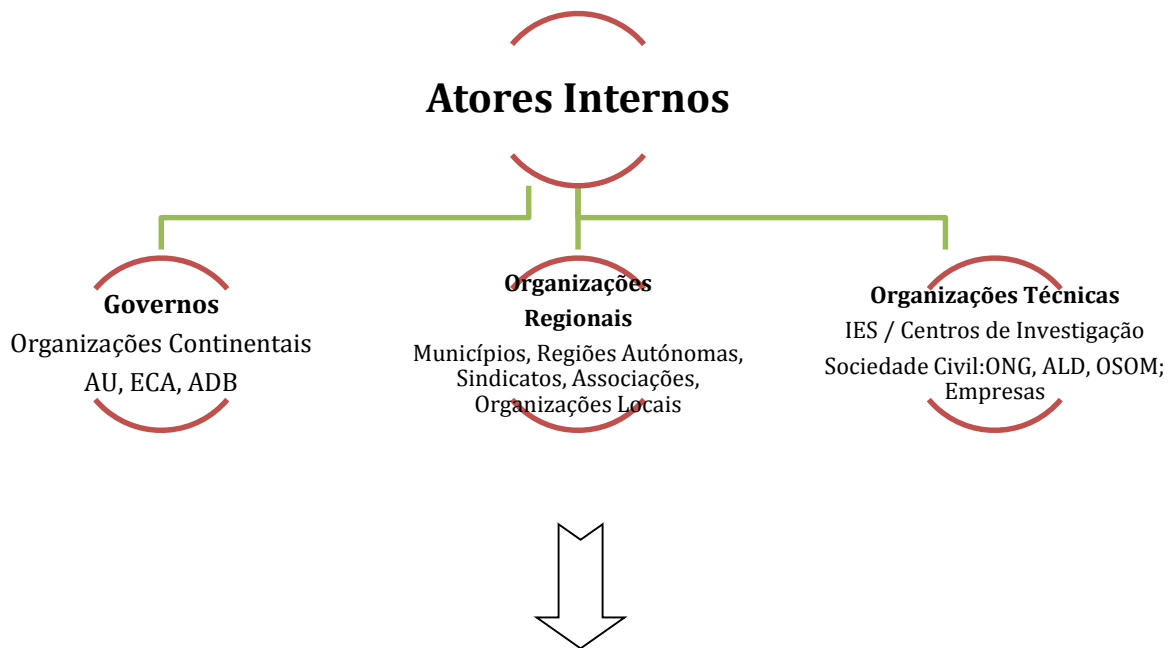 Atores Internos
Governos
Organizações Continentais
AU, ECA, ADB
Organizações
Regionais
Municípios, Regiões Autónomas,
Sindicatos, Associações,
Organizações Locais
Organizações Técnicas
IES / Centros de Investigação
Sociedade Civil:ONG, ALD, OSOM;
Empresas